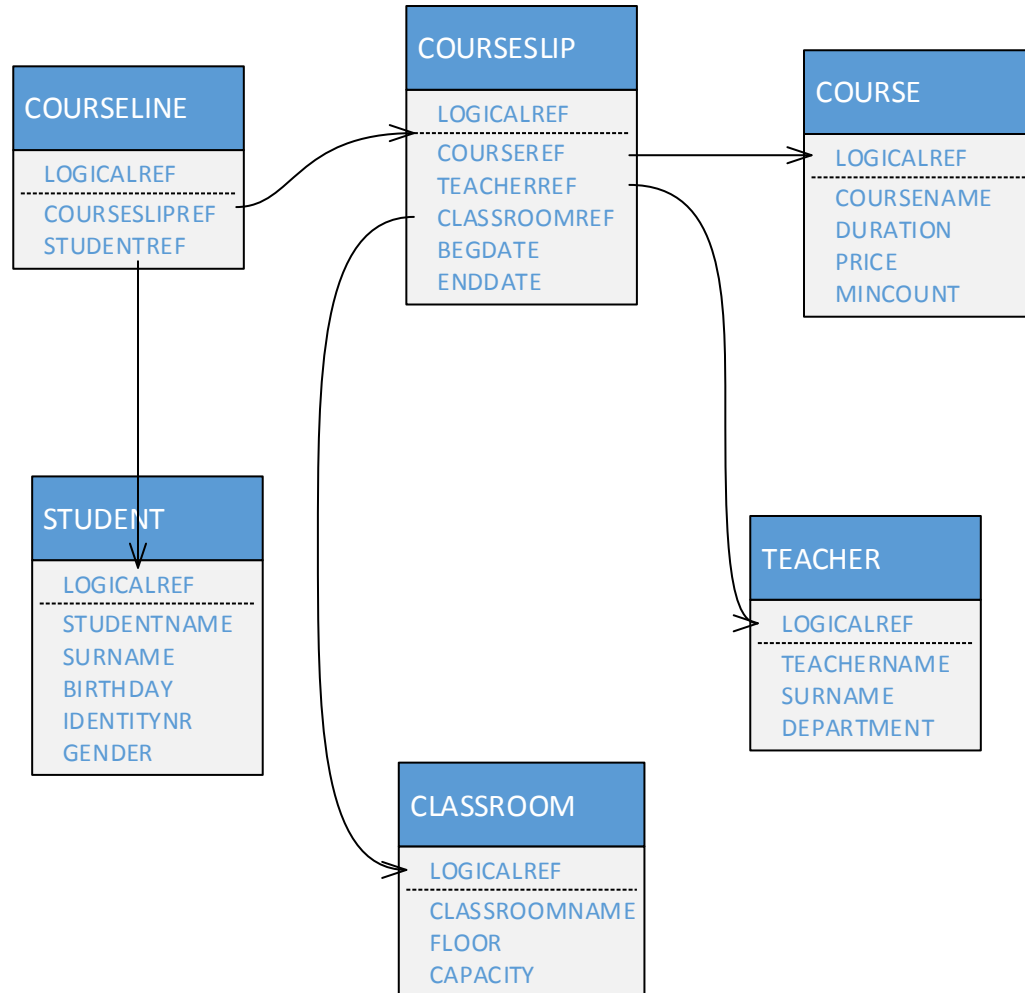 COURSELINE
LOGICALREF
COURSESLIPREF
STUDENTREF
COURSESLIP
LOGICALREF
COURSEREF
TEACHERREF
CLASSROOMREF
BEGDATE
ENDDATE
COURSE
LOGICALREF
COURSENAME
DURATION
PRICE
MINCOUNT
STUDENT
LOGICALREF
STUDENTNAME
SURNAME
BIRTHDAY
IDENTITYNR
GENDER
TEACHER
LOGICALREF
TEACHERNAME
SURNAME
DEPARTMENT
CLASSROOM
LOGICALREF
CLASSROOMNAME
FLOOR
CAPACITY